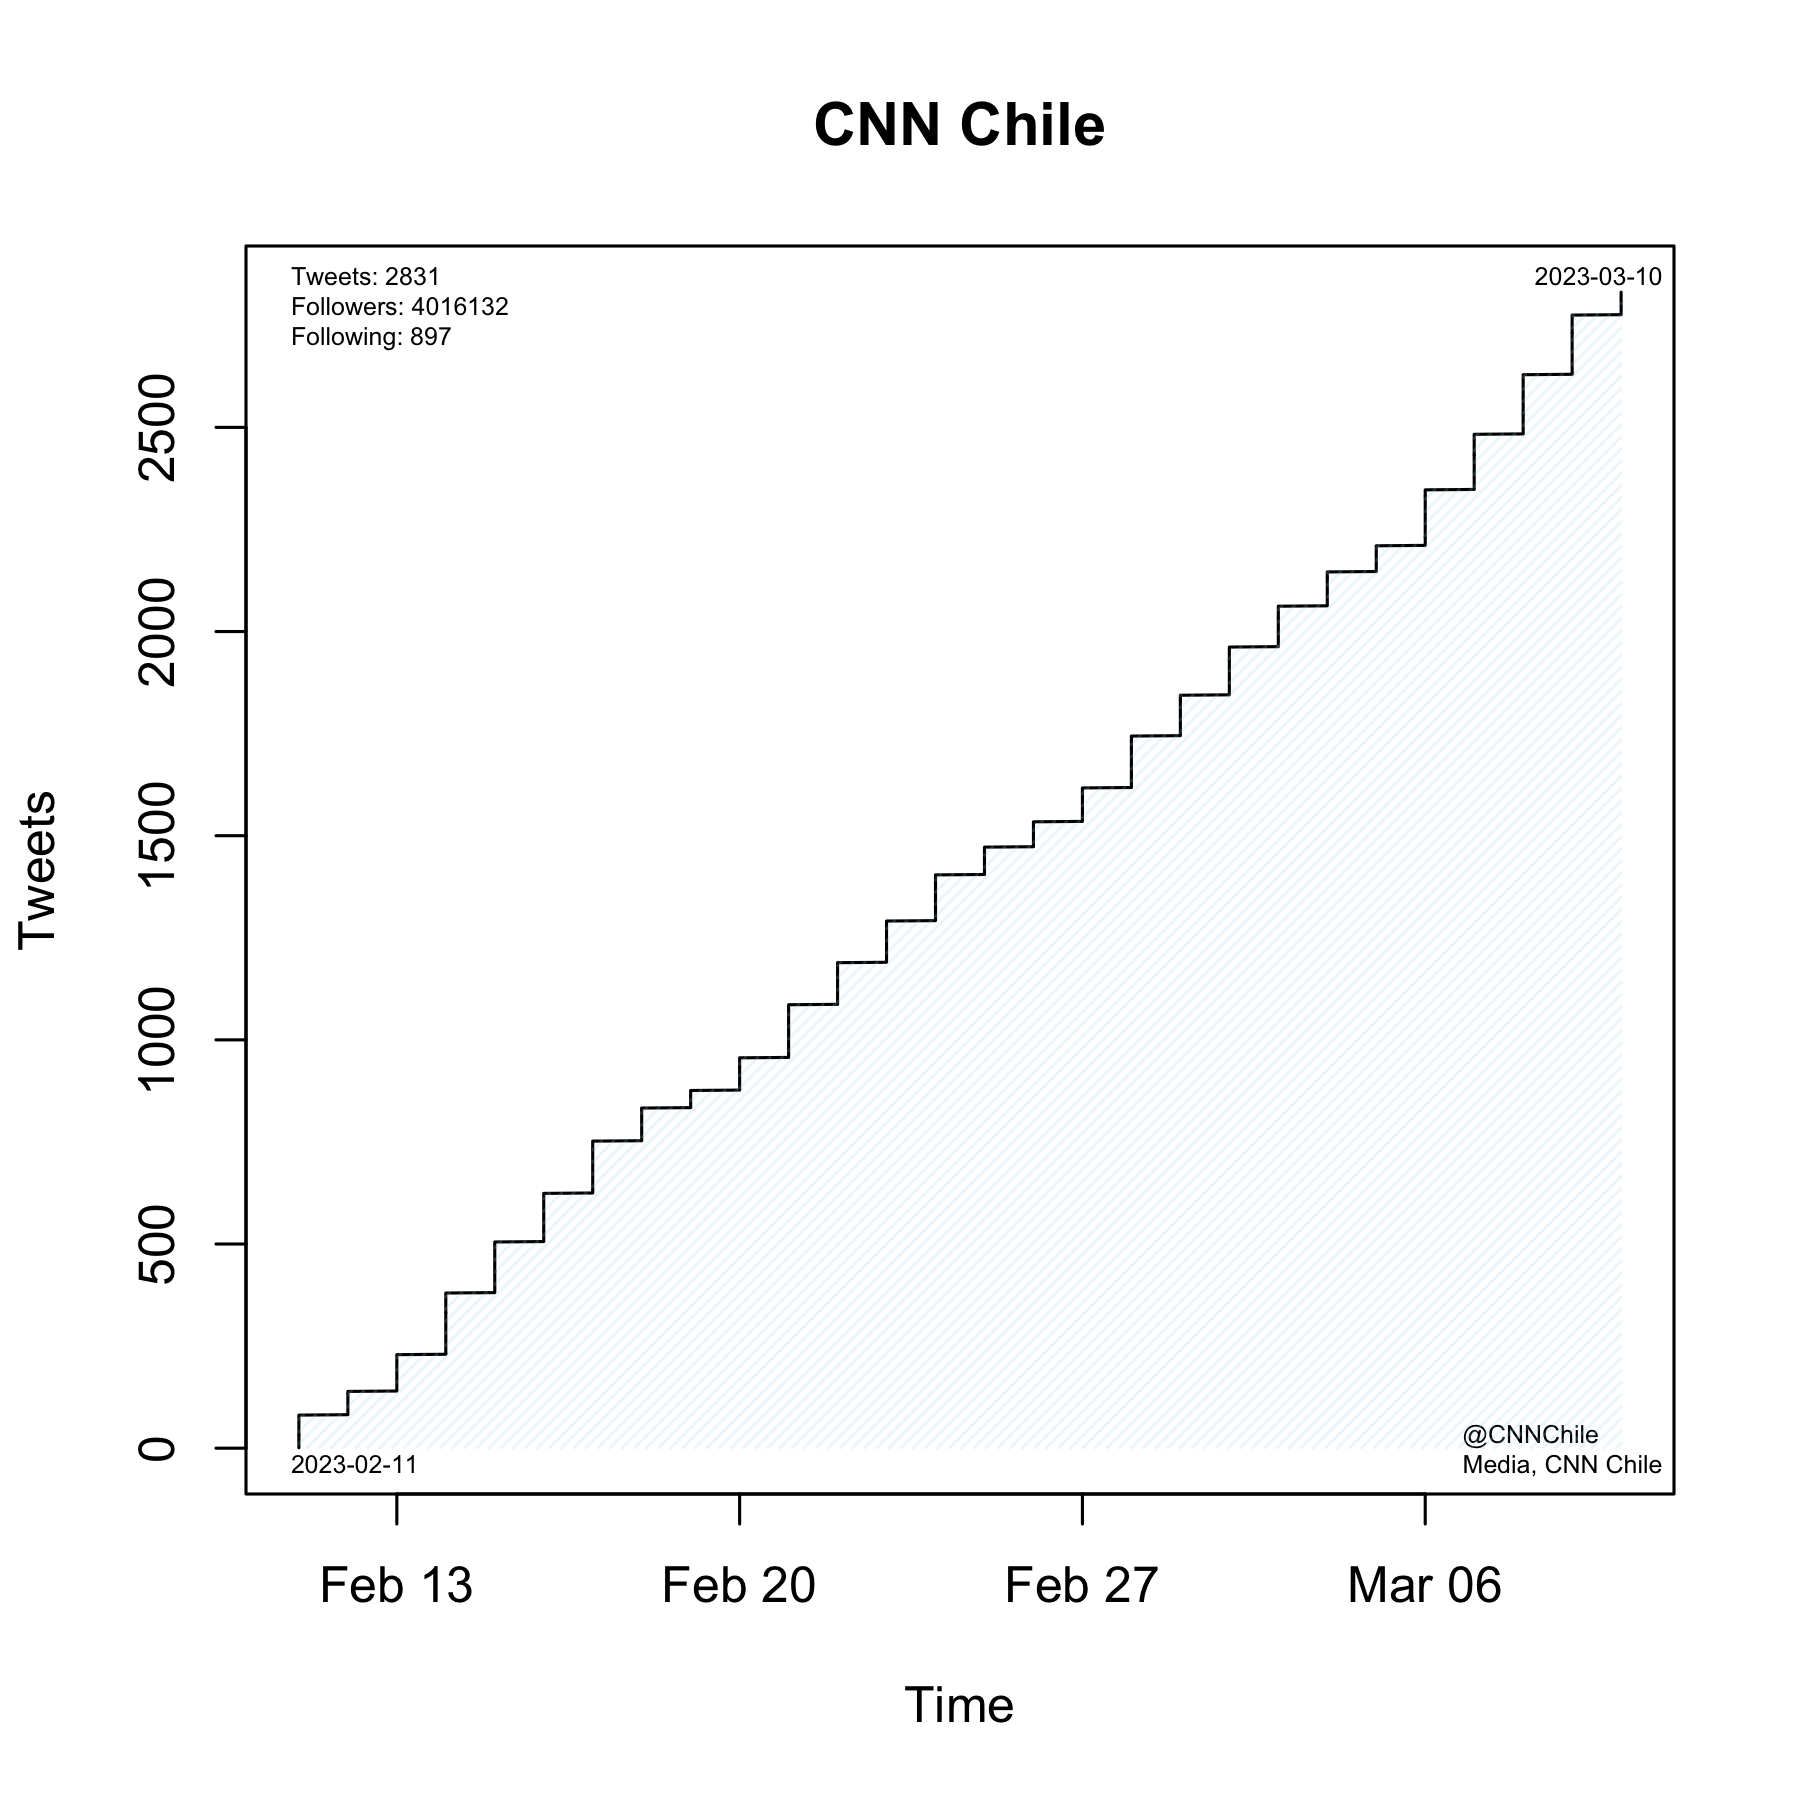 CNN Chile
Tweets: 2831
Followers: 4016132
Following: 897
2023-03-10
2500
2000
1500
1000
500
0
Tweets
2023-02-11
@CNNChile
Media, CNN Chile
Feb 13
Feb 20
Feb 27
Mar 06
Time